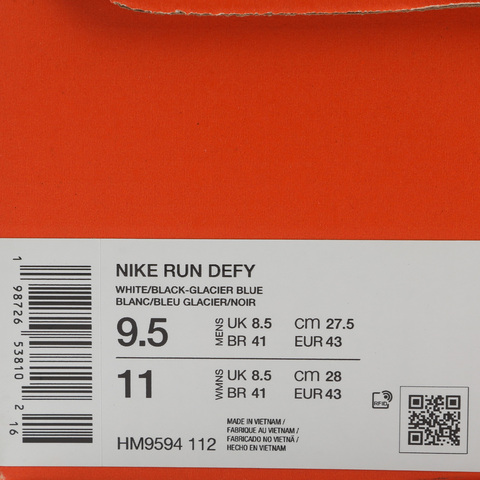 NIKE RUN DEFY
WHITE/BLACK-GLACIER BLUE
BLANC/BLEU GLACIER/NOIR
9.5 MENS UK 8.5 CM 27.5
BR 41 EUR 43
11 WMNS UK 8.5 CM 28
BR 41 EUR 43
RFID
MADE IN VIETNAM /
FABRIQUE AU VIETNAM /
FABRICADO NO VIETNÃ /
HECHO EN VIETNAM
HM9594 112
1 98726 53810 2 16